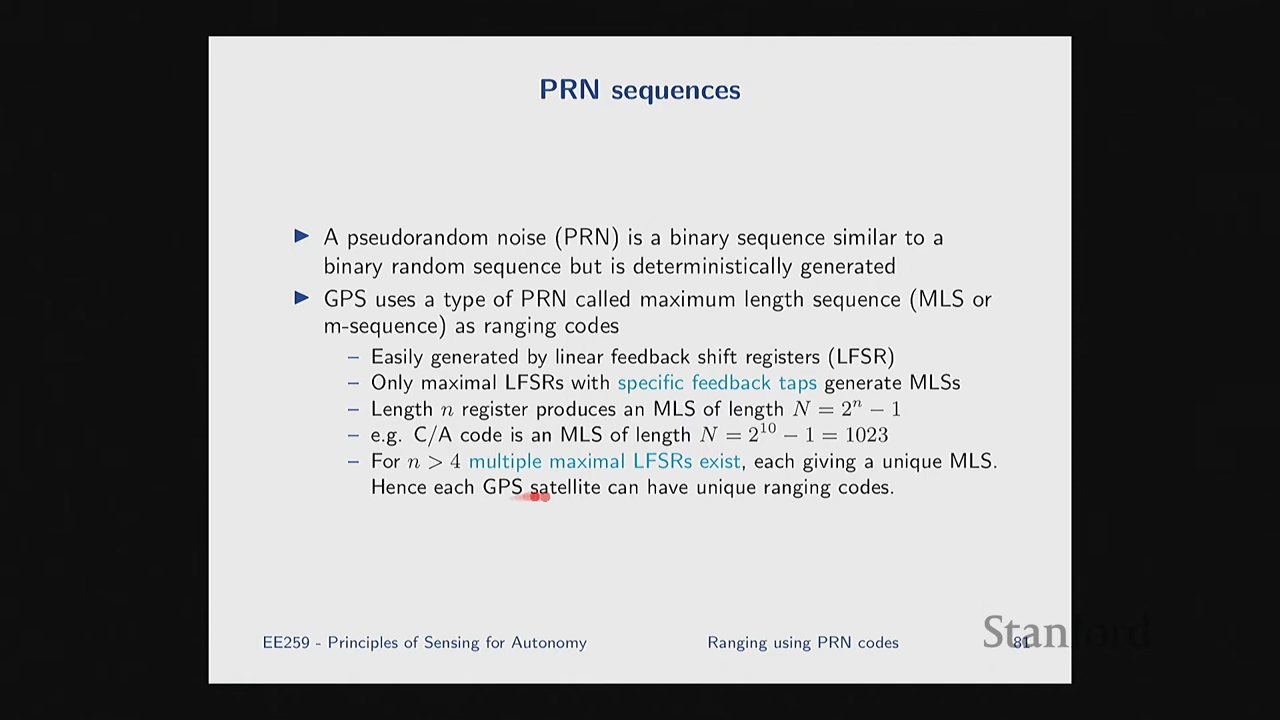 PRN sequences
▶ A pseudorandom noise (PRN) is a binary sequence similar to a
binary random sequence but is deterministically generated
▶ GPS uses a type of PRN called maximum length sequence (MLS or
m-sequence) as ranging codes
– Easily generated by linear feedback shift registers (LFSR)
– Only maximal LFSRs with specific feedback taps generate MLSs
– Length n register produces an MLS of length N = 2ⁿ − 1
– e.g. C/A code is an MLS of length N = 2¹⁰ − 1 = 1023
– For n > 4 multiple maximal LFSRs exist, each giving a unique MLS.
Hence each GPS satellite can have unique ranging codes.
EE259 - Principles of Sensing for Autonomy
Ranging using PRN codes
81
Stanford